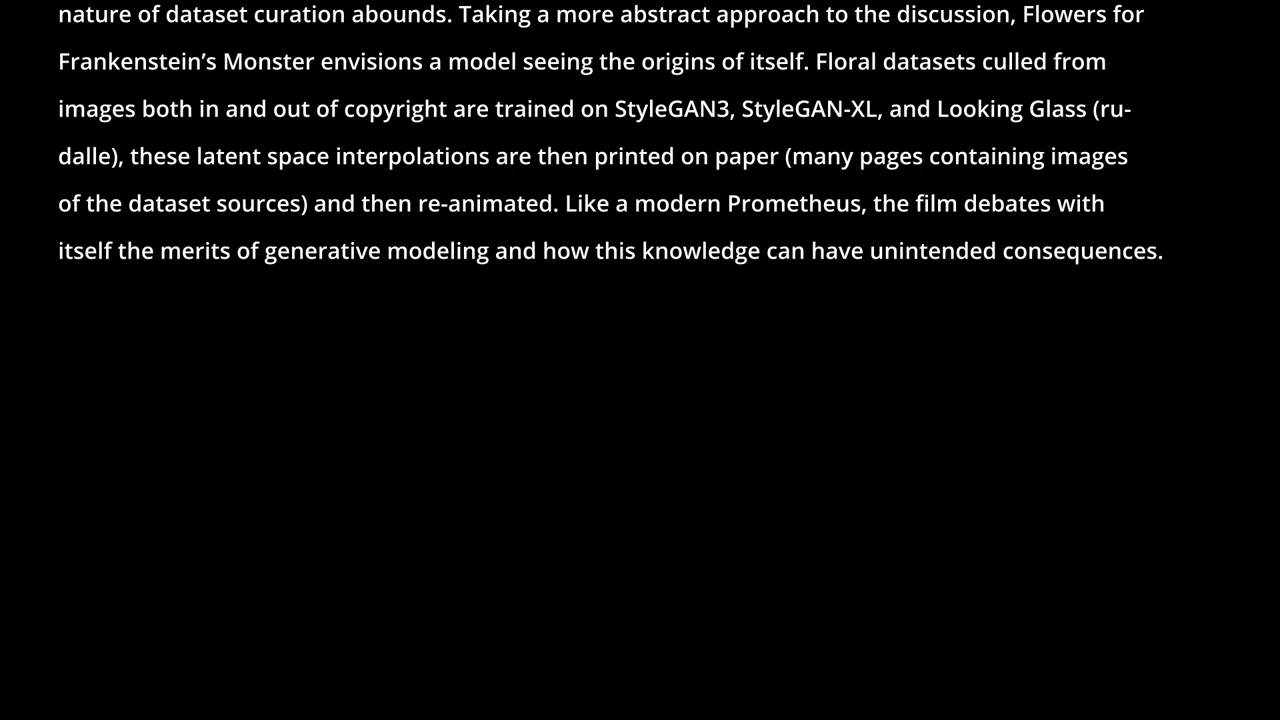 nature of dataset curation abounds. Taking a more abstract approach to the discussion, Flowers for
Frankenstein’s Monster envisions a model seeing the origins of itself. Floral datasets culled from
images both in and out of copyright are trained on StyleGAN3, StyleGAN-XL, and Looking Glass (ru-
dalle), these latent space interpolations are then printed on paper (many pages containing images
of the dataset sources) and then re-animated. Like a modern Prometheus, the film debates with
itself the merits of generative modeling and how this knowledge can have unintended consequences.